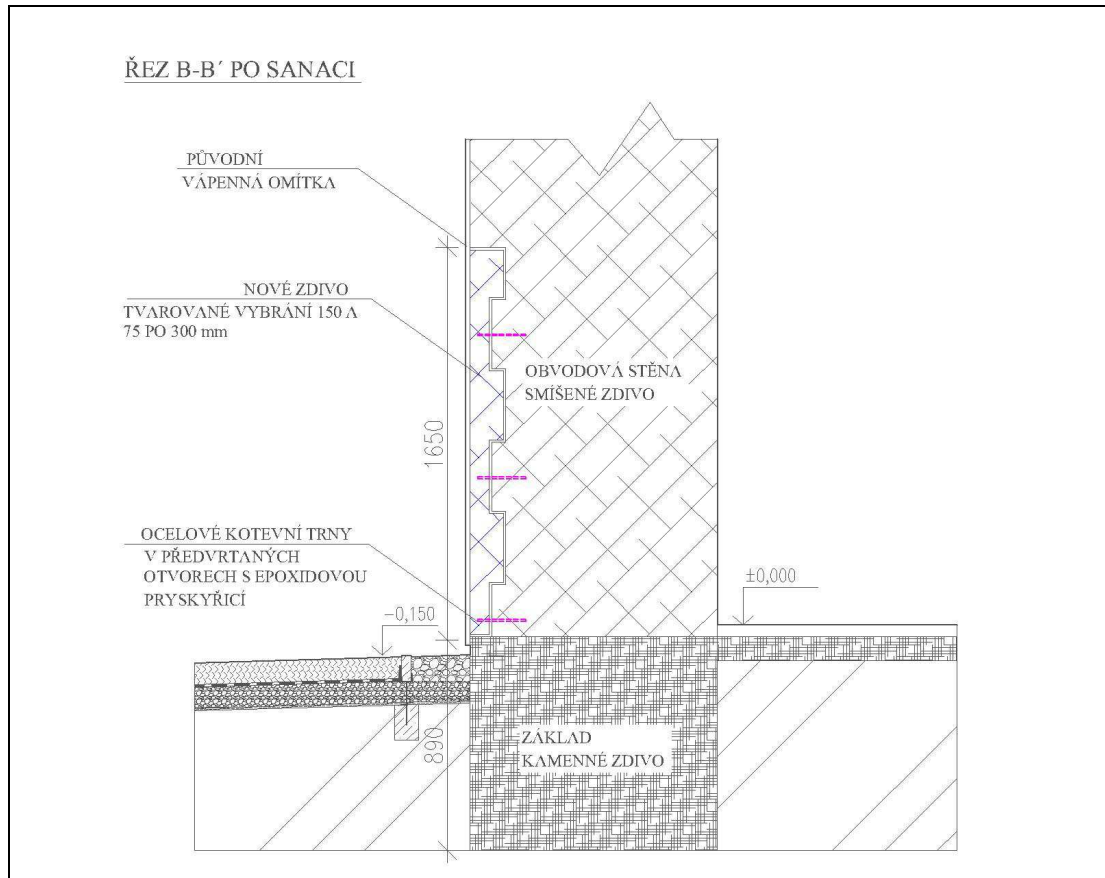 ŘEZ B-B´ PO SANACI
PŮVODNÍ
VÁPENNÁ OMÍTKA
NOVÉ ZDIVO
TVAROVANÉ VYBRÁNÍ 150 A
75 PO 300 mm
OBVODOVÁ STĚNA
SMÍŠENÉ ZDIVO
1650
OCELOVÉ KOTEVNÍ TRNY
V PŘEDVRTANÝCH
OTVORECH S EPOXIDOVOU
PRYSKYŘICÍ
±0,000
-0,150
890
ZÁKLAD
KAMENNÉ ZDIVO